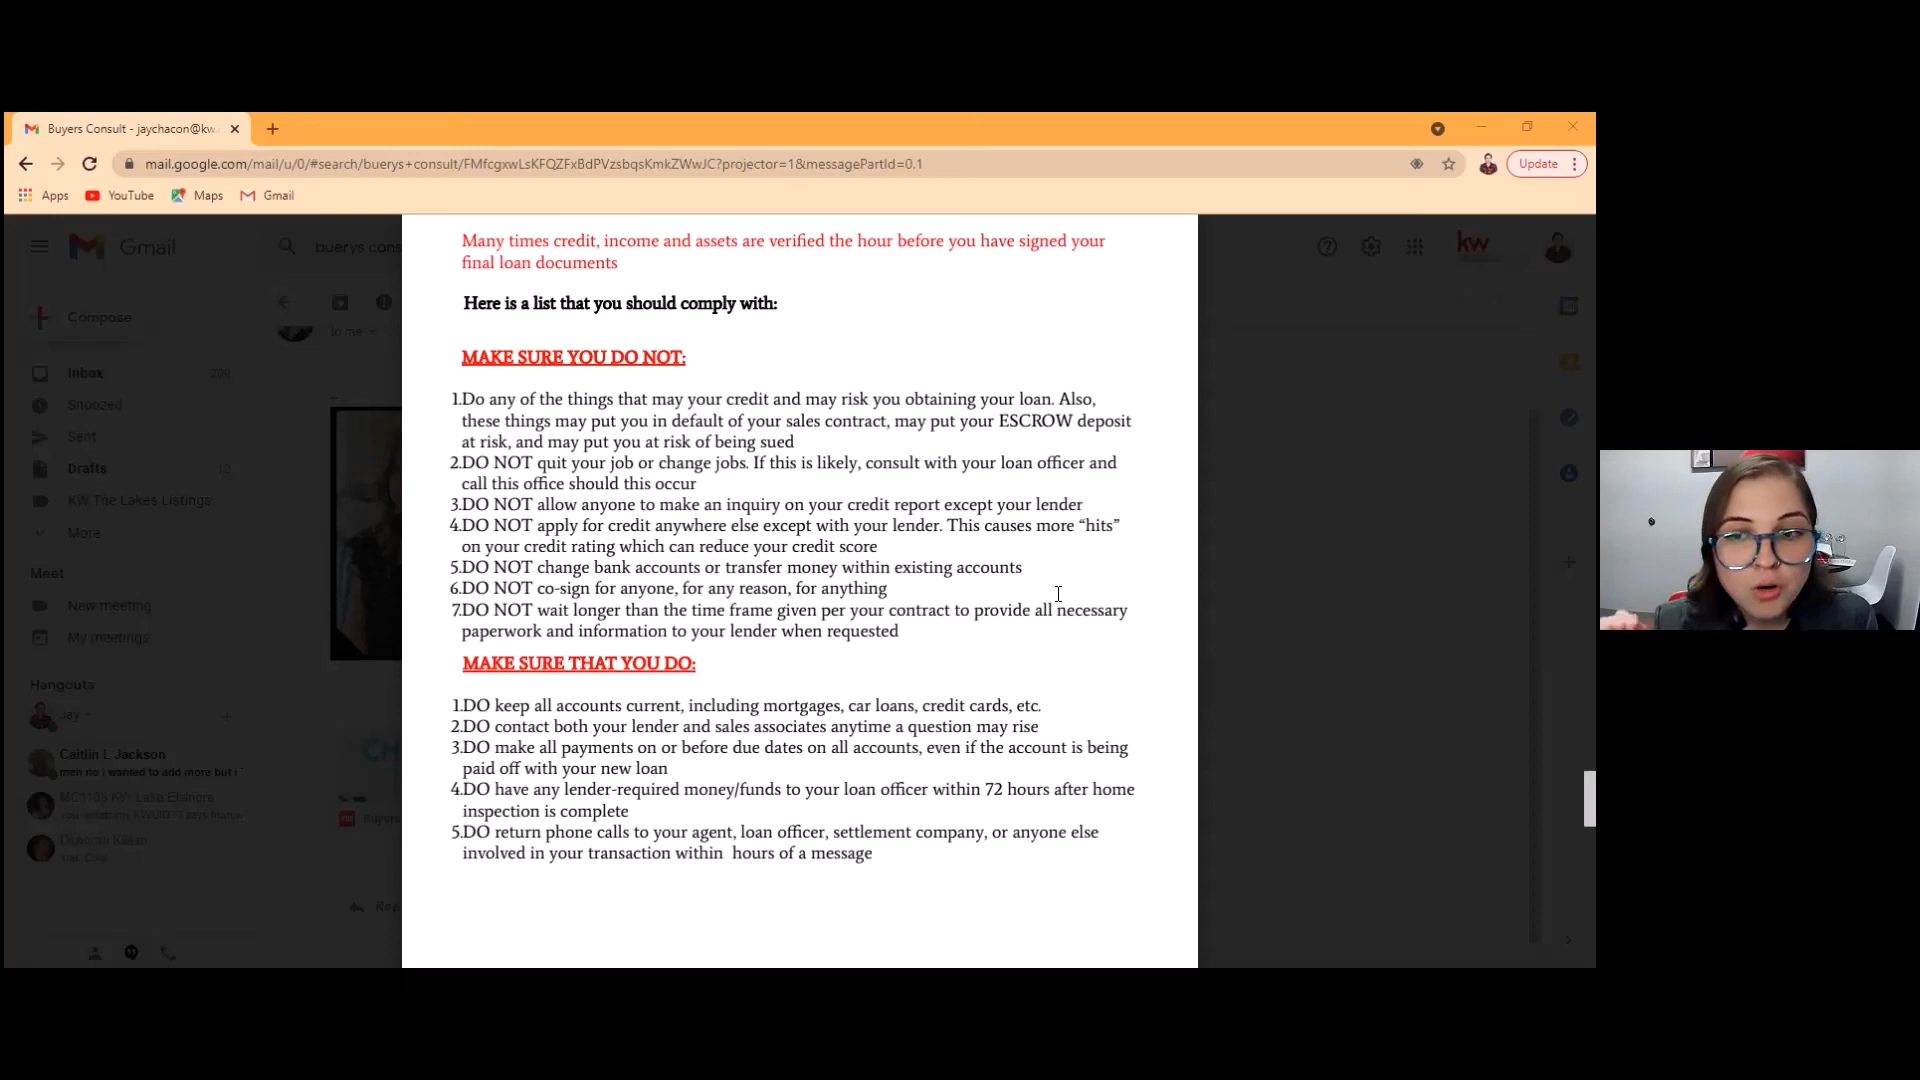 Buyers Consult - jaychacon@kw.
mail.google.com/mail/u/0/#search/buerys+consult/FMfcgxwLsKFQZFxBdPVzsbqsKmkZWwJC?projector=1&messagePartId=0.1
Update
Apps YouTube Maps Gmail
Gmail
buerys cons
kw
Compose
to me
Inbox 209
Snoozed
Sent
Drafts 12
KW The Lakes Listings
More
Meet
New meeting
My meetings
Hangouts
Jay
Caitlin L Jackson
meh no i wanted to add more but i
Many times credit, income and assets are verified the hour before you have signed your
final loan documents
Here is a list that you should comply with:
MAKE SURE YOU DO NOT:
1.Do any of the things that may your credit and may risk you obtaining your loan. Also,
these things may put you in default of your sales contract, may put your ESCROW deposit
at risk, and may put you at risk of being sued
2.DO NOT quit your job or change jobs. If this is likely, consult with your loan officer and
call this office should this occur
3.DO NOT allow anyone to make an inquiry on your credit report except your lender
4.DO NOT apply for credit anywhere else except with your lender. This causes more “hits”
on your credit rating which can reduce your credit score
5.DO NOT change bank accounts or transfer money within existing accounts
6.DO NOT co-sign for anyone, for any reason, for anything
7.DO NOT wait longer than the time frame given per your contract to provide all necessary
paperwork and information to your lender when requested
MAKE SURE THAT YOU DO:
1.DO keep all accounts current, including mortgages, car loans, credit cards, etc.
2.DO contact both your lender and sales associates anytime a question may rise
3.DO make all payments on or before due dates on all accounts, even if the account is being
paid off with your new loan
4.DO have any lender-required money/funds to your loan officer within 72 hours after home
inspection is complete
5.DO return phone calls to your agent, loan officer, settlement company, or anyone else
involved in your transaction within hours of a message